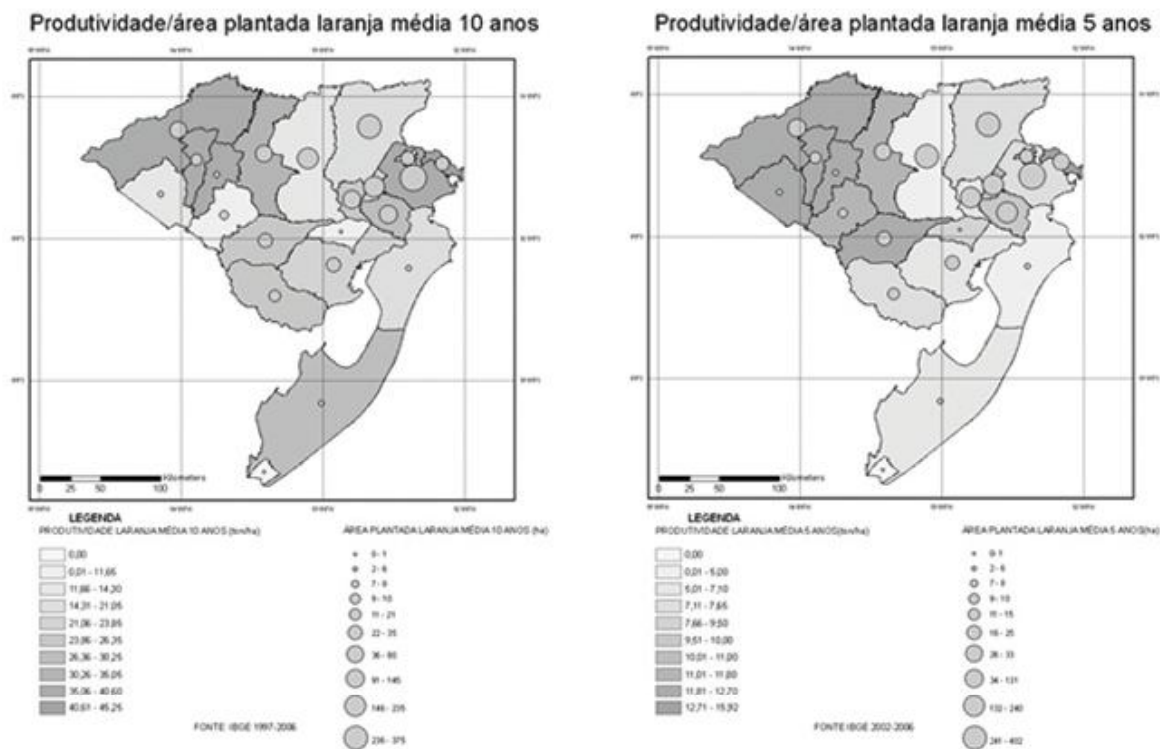 Produtividade/área plantada laranja média 10 anos
Kilometers
0 25 50 100
LEGENDA
PRODUTIVIDADE LARANJA MÉDIA 10 ANOS (ton/ha)
0,00
0,01 - 11,65
11,66 - 14,30
14,31 - 21,05
21,06 - 23,85
23,86 - 26,35
26,36 - 30,25
30,26 - 35,05
35,06 - 40,60
40,61 - 45,25
ÁREA PLANTADA LARANJA MÉDIA 10 ANOS (ha)
0 - 1
2 - 6
7 - 8
9 - 10
11 - 21
22 - 35
36 - 145
146 - 235
236 - 375
FONTE: IBGE 1997-2006
Produtividade/área plantada laranja média 5 anos
Kilometers
0 25 50 100
LEGENDA
PRODUTIVIDADE LARANJA MÉDIA 5 ANOS(ton/ha)
0,00
0,01 - 5,00
5,01 - 7,10
7,11 - 7,65
7,66 - 9,50
9,51 - 10,00
10,01 - 11,00
11,01 - 11,80
11,81 - 12,70
12,71 - 15,92
ÁREA PLANTADA LARANJA MÉDIA 5 ANOS(ha)
0 - 1
2 - 6
7 - 8
9 - 10
11 - 15
16 - 25
26 - 33
34 - 131
132 - 240
241 - 402
FONTE IBGE 2002-2006